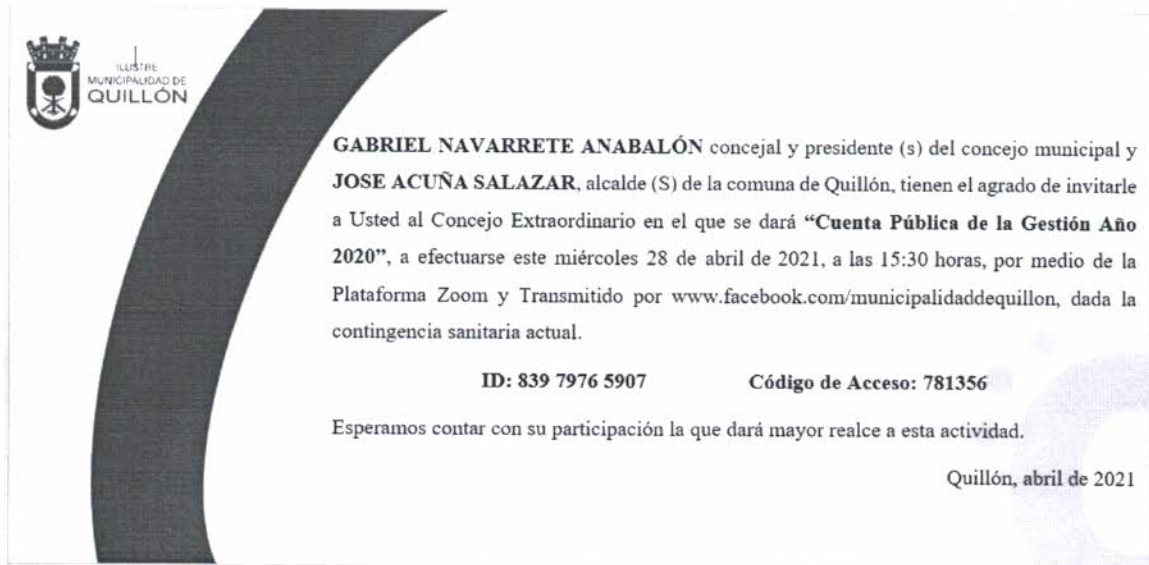 ILUSTRE
MUNICIPALIDAD DE
QUILLÓN
GABRIEL NAVARRETE ANABALÓN concejal y presidente (s) del concejo municipal y
JOSE ACUÑA SALAZAR, alcalde (S) de la comuna de Quillón, tienen el agrado de invitarle
a Usted al Concejo Extraordinario en el que se dará “Cuenta Pública de la Gestión Año
2020”, a efectuarse este miércoles 28 de abril de 2021, a las 15:30 horas, por medio de la
Plataforma Zoom y Transmitido por www.facebook.com/municipalidaddequillon, dada la
contingencia sanitaria actual.
ID: 839 7976 5907 Código de Acceso: 781356
Esperamos contar con su participación la que dará mayor realce a esta actividad.
Quillón, abril de 2021